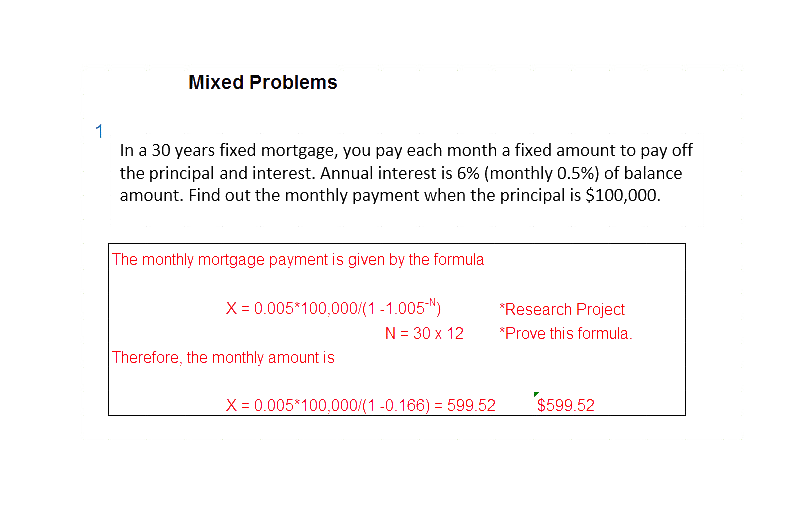 Mixed Problems
1
In a 30 years fixed mortgage, you pay each month a fixed amount to pay off
the principal and interest. Annual interest is 6% (monthly 0.5%) of balance
amount. Find out the monthly payment when the principal is $100,000.
The monthly mortgage payment is given by the formula
X = 0.005*100,000/(1 -1.005⁻ᴺ) *Research Project
N = 30 x 12 *Prove this formula.
Therefore, the monthly amount is
X = 0.005*100,000/(1 -0.166) = 599.52 $599.52